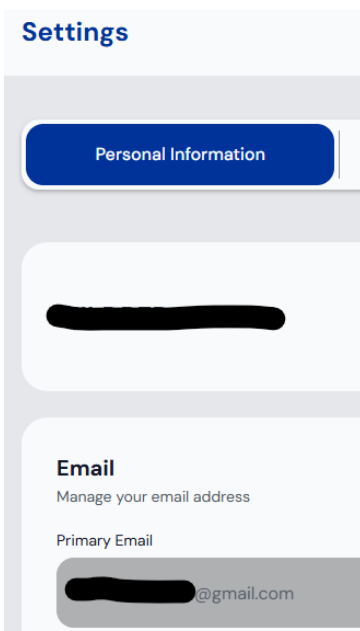 Settings
Personal Information
Email
Manage your email address
Primary Email
@gmail.com